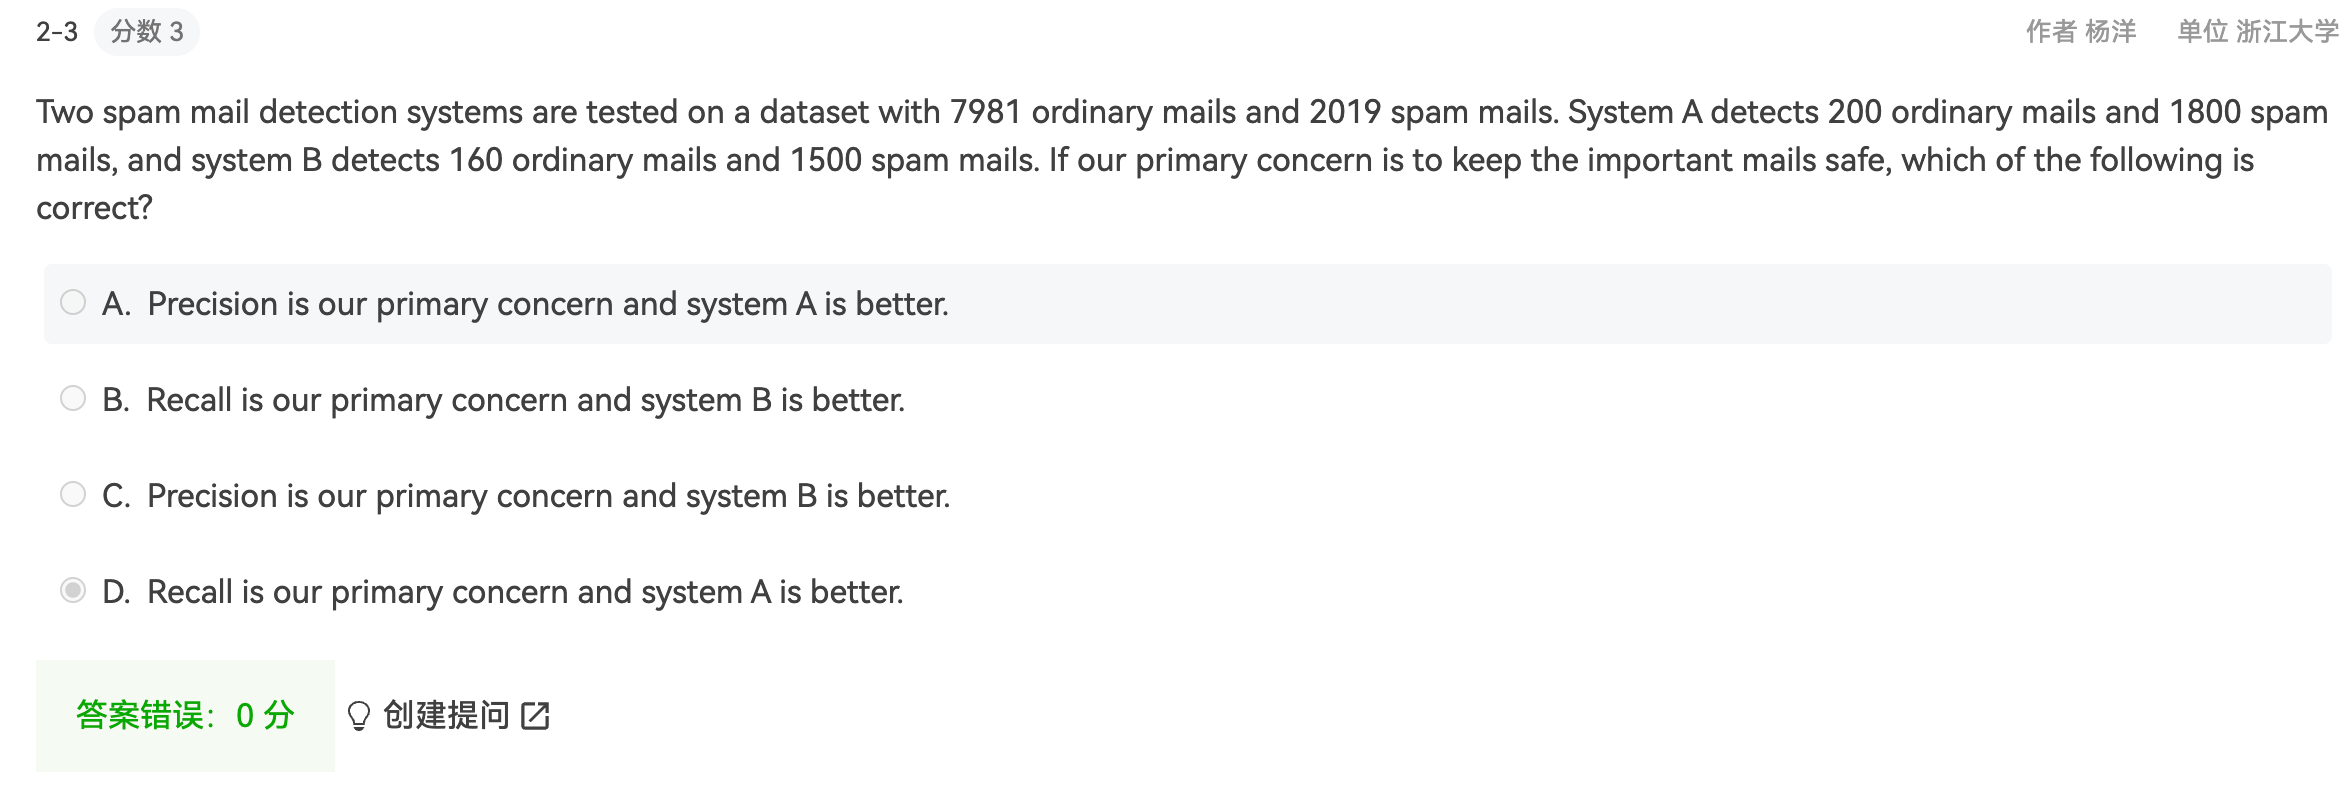 2-3 分数 3 作者 杨洋 单位 浙江大学
Two spam mail detection systems are tested on a dataset with 7981 ordinary mails and 2019 spam mails. System A detects 200 ordinary mails and 1800 spam
mails, and system B detects 160 ordinary mails and 1500 spam mails. If our primary concern is to keep the important mails safe, which of the following is
correct?
A. Precision is our primary concern and system A is better.
B. Recall is our primary concern and system B is better.
C. Precision is our primary concern and system B is better.
D. Recall is our primary concern and system A is better.
答案错误：0 分 创建提问